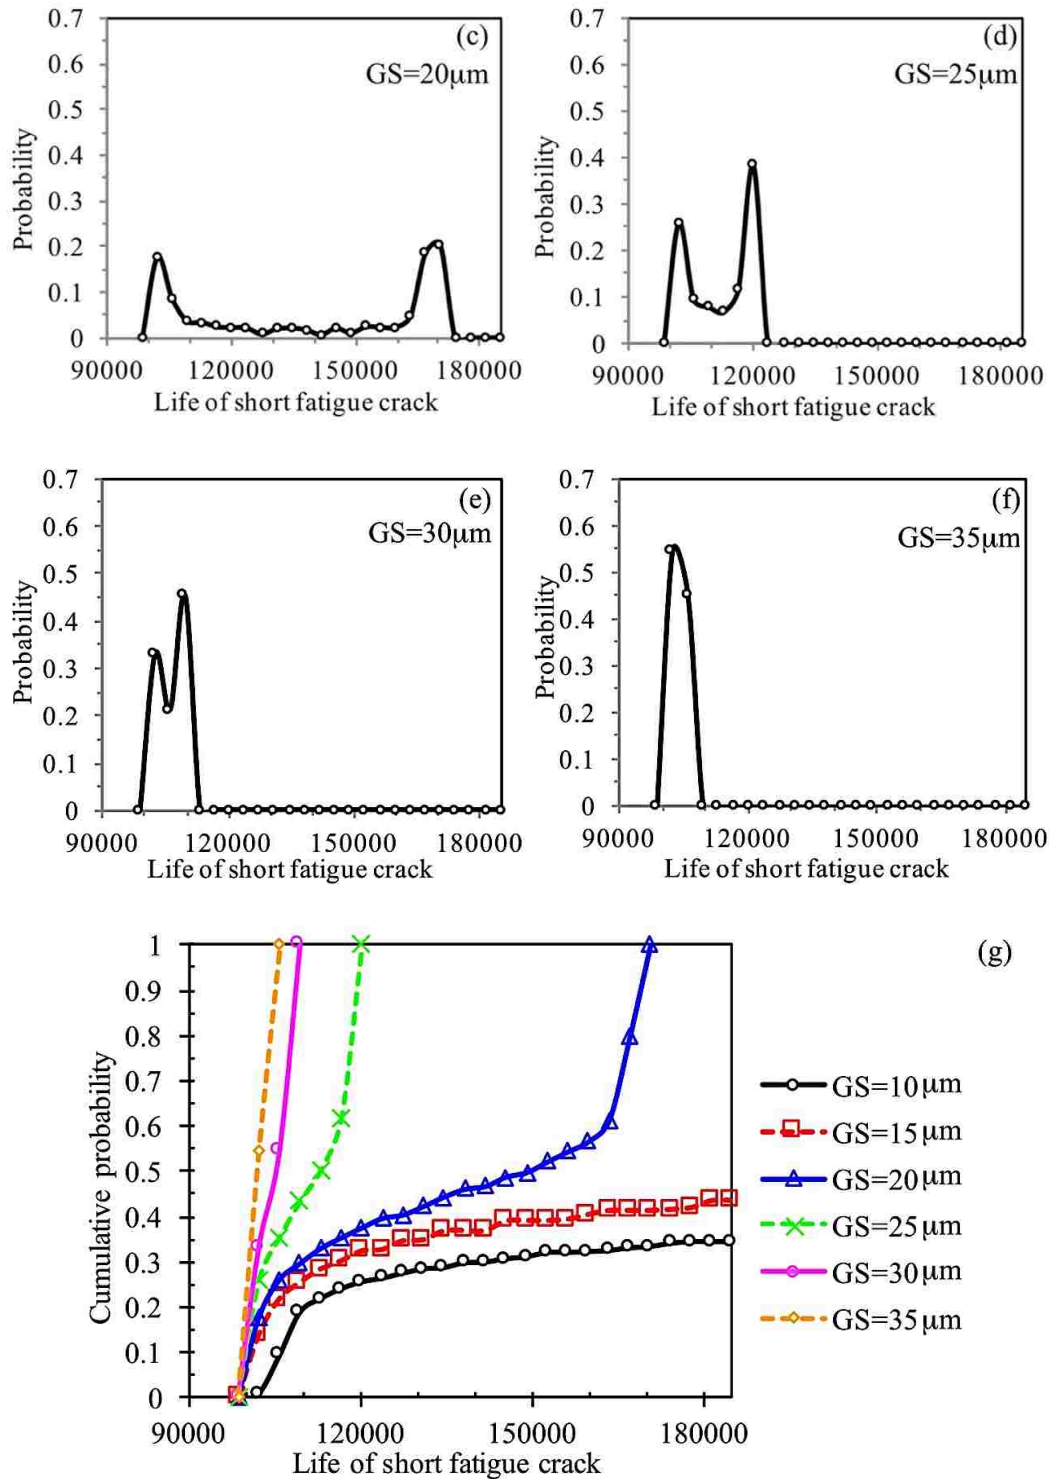 (c)
GS=20μm
0.7
0.6
0.5
0.4
0.3
0.2
0.1
0
Probability
90000 120000 150000 180000
Life of short fatigue crack
(d)
GS=25μm
0.7
0.6
0.5
0.4
0.3
0.2
0.1
0
Probability
90000 120000 150000 180000
Life of short fatigue crack
(e)
GS=30μm
0.7
0.6
0.5
0.4
0.3
0.2
0.1
0
Probability
90000 120000 150000 180000
Life of short fatigue crack
(f)
GS=35μm
0.7
0.6
0.5
0.4
0.3
0.2
0.1
0
Probability
90000 120000 150000 180000
Life of short fatigue crack
(g)
1
0.9
0.8
0.7
0.6
0.5
0.4
0.3
0.2
0.1
0
Cumulative probability
90000 120000 150000 180000
Life of short fatigue crack
GS=10μm
GS=15μm
GS=20μm
GS=25μm
GS=30μm
GS=35μm